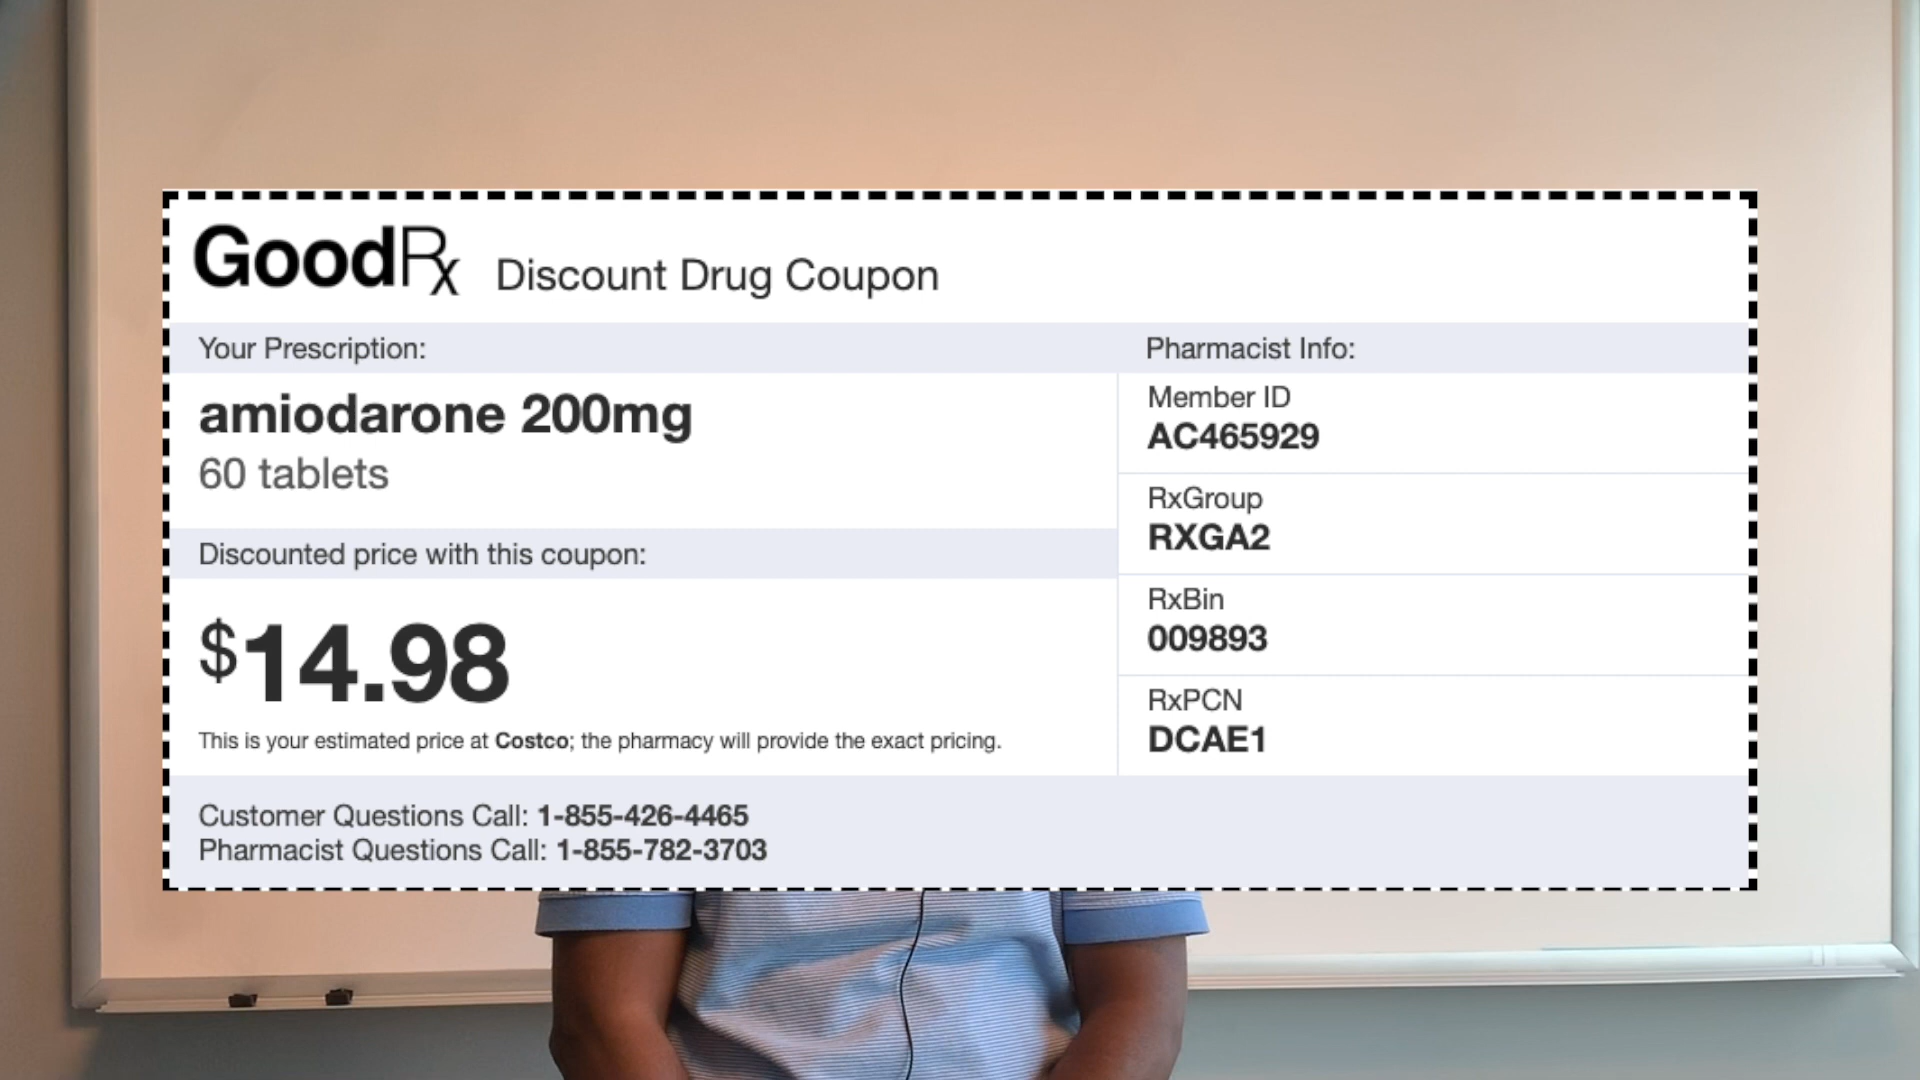 GoodRx Discount Drug Coupon
Your Prescription:
amiodarone 200mg
60 tablets
Discounted price with this coupon:
$14.98
This is your estimated price at Costco; the pharmacy will provide the exact pricing.
Pharmacist Info:
Member ID
AC465929
RxGroup
RXGA2
RxBin
009893
RxPCN
DCAE1
Customer Questions Call: 1-855-426-4465
Pharmacist Questions Call: 1-855-782-3703